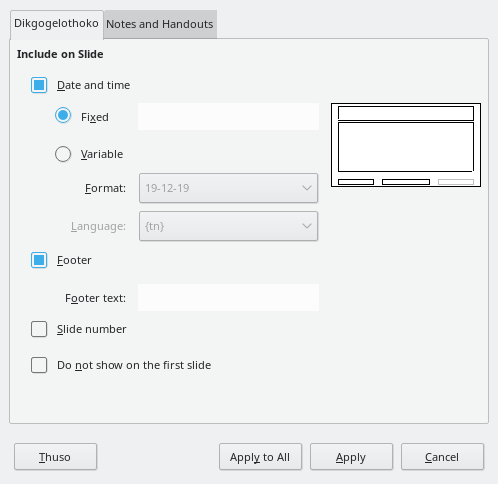 Dikgogelothoko Notes and Handouts
Include on Slide
Date and time
Fixed
Variable
Format: 19-12-19
Language: {tn}
Footer
Footer text:
Slide number
Do not show on the first slide
Thuso Apply to All Apply Cancel